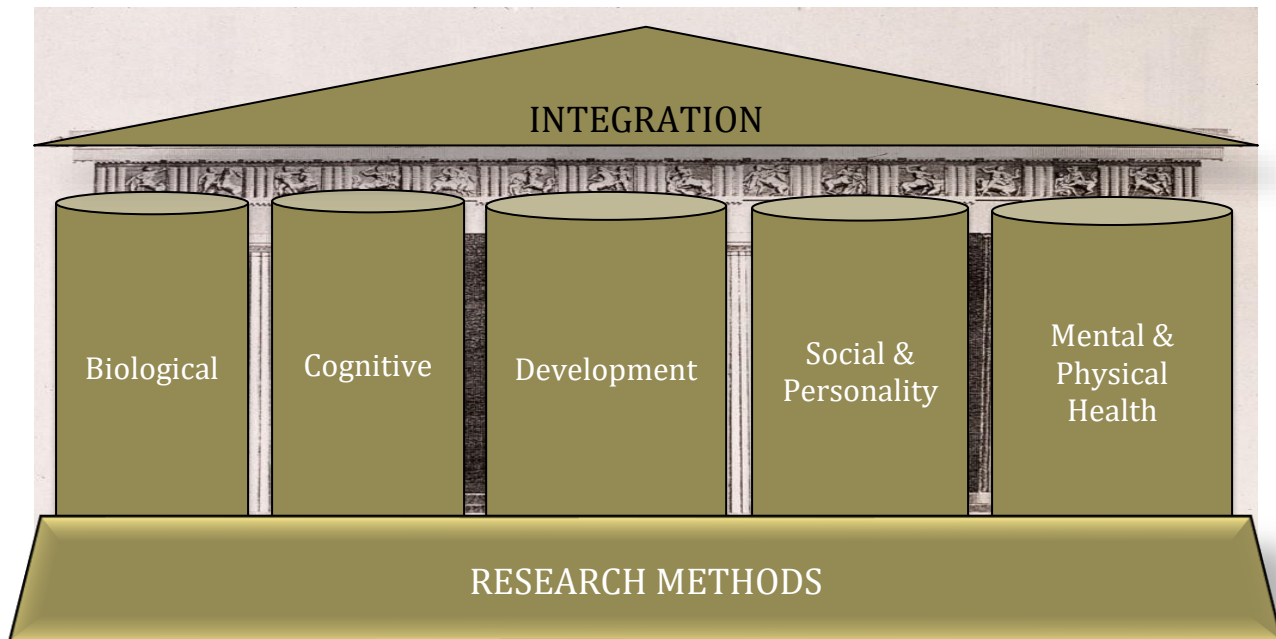 INTEGRATION
Biological
Cognitive
Development
Social &
Personality
Mental &
Physical
Health
RESEARCH METHODS